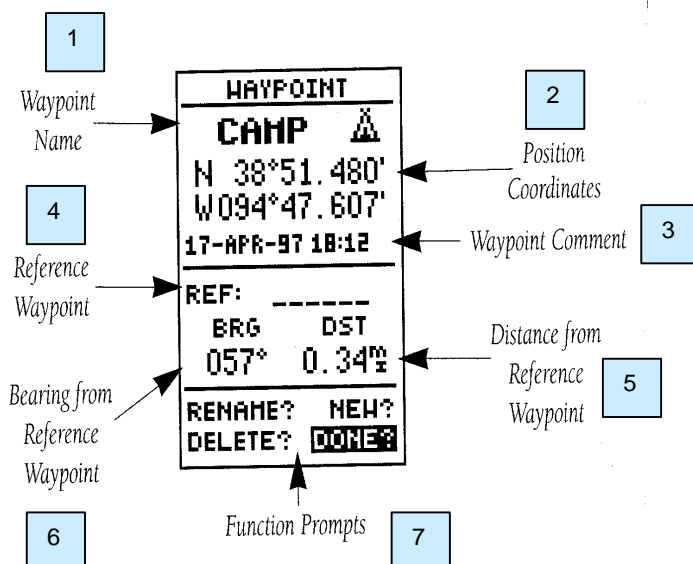 1
Waypoint
Name
2
Position
Coordinates
4
Reference
Waypoint
Waypoint Comment
3
WAYPOINT
CAMP
N 38°51.480'
W094°47.607'
17-APR-97 18:12
REF: ______
BRG DST
057° 0.34mi
RENAME? NEW?
DELETE? DONE?
Distance from
Reference
Waypoint
5
Bearing from
Reference
Waypoint
6
Function Prompts
7